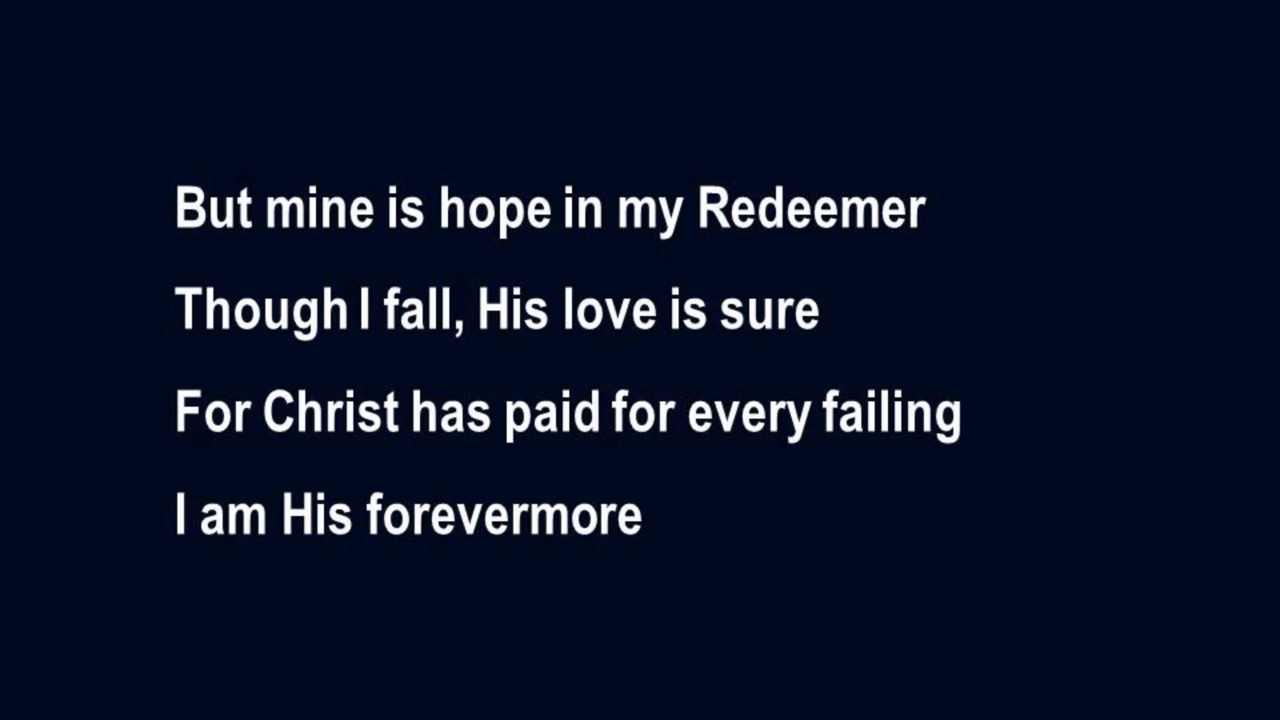 But mine is hope in my Redeemer
Though I fall, His love is sure
For Christ has paid for every failing
I am His forevermore